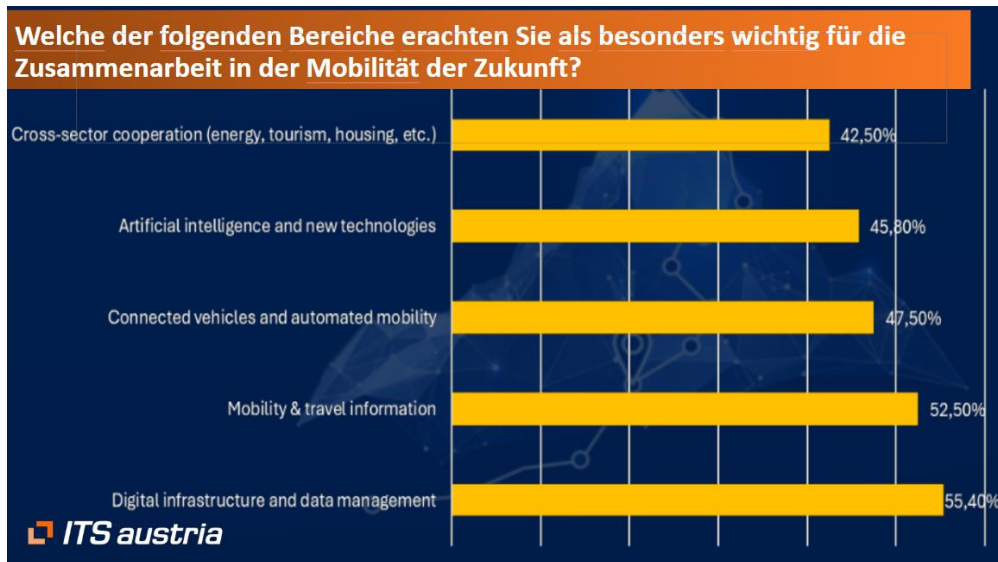 Welche der folgenden Bereiche erachten Sie als besonders wichtig für die
Zusammenarbeit in der Mobilität der Zukunft?
Cross-sector cooperation (energy, tourism, housing, etc.) 42,50%
Artificial intelligence and new technologies 45,80%
Connected vehicles and automated mobility 47,50%
Mobility & travel information 52,50%
Digital infrastructure and data management 55,40%
ITS austria